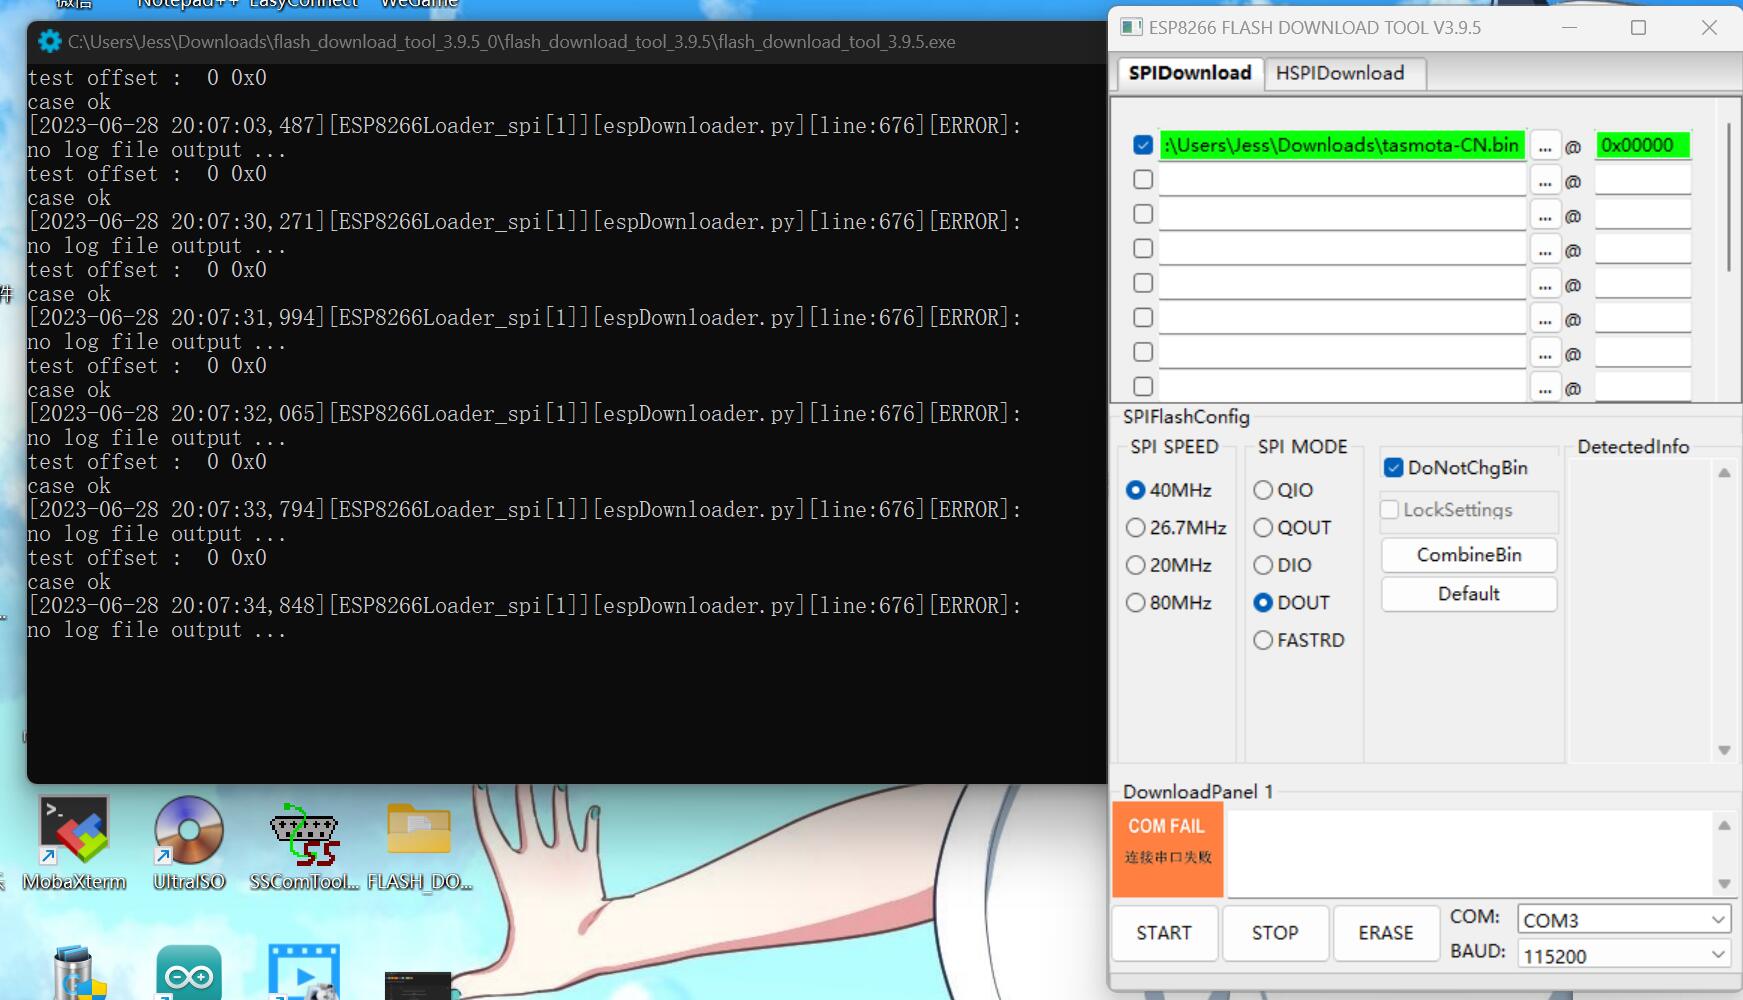 微信
Notepad++ EasyConnect
WeGame
C:\Users\Jess\Downloads\flash_download_tool_3.9.5_0\flash_download_tool_3.9.5\flash_download_tool_3.9.5.exe
test offset :  0 0x0
case ok
[2023-06-28 20:07:03,487][ESP8266Loader_spi[1]][espDownloader.py][line:676][ERROR]:
no log file output ...
test offset :  0 0x0
case ok
[2023-06-28 20:07:30,271][ESP8266Loader_spi[1]][espDownloader.py][line:676][ERROR]:
no log file output ...
test offset :  0 0x0
case ok
[2023-06-28 20:07:31,994][ESP8266Loader_spi[1]][espDownloader.py][line:676][ERROR]:
no log file output ...
test offset :  0 0x0
case ok
[2023-06-28 20:07:32,065][ESP8266Loader_spi[1]][espDownloader.py][line:676][ERROR]:
no log file output ...
test offset :  0 0x0
case ok
[2023-06-28 20:07:33,794][ESP8266Loader_spi[1]][espDownloader.py][line:676][ERROR]:
no log file output ...
test offset :  0 0x0
case ok
[2023-06-28 20:07:34,848][ESP8266Loader_spi[1]][espDownloader.py][line:676][ERROR]:
no log file output ...
件
MobaXterm
UltraISO
SSComTool...
FLASH_DO...
ESP8266 FLASH DOWNLOAD TOOL V3.9.5
SPIDownload
HSPIDownload
:\Users\Jess\Downloads\tasmota-CN.bin ... @ 0x00000
... @
... @
... @
... @
... @
... @
... @
SPIFlashConfig
SPI SPEED
40MHz
26.7MHz
20MHz
80MHz
SPI MODE
QIO
QOUT
DIO
DOUT
FASTRD
DoNotChgBin
LockSettings
CombineBin
Default
DetectedInfo
DownloadPanel 1
COM FAIL
连接串口失败
START
STOP
ERASE
COM:
COM3
BAUD:
115200